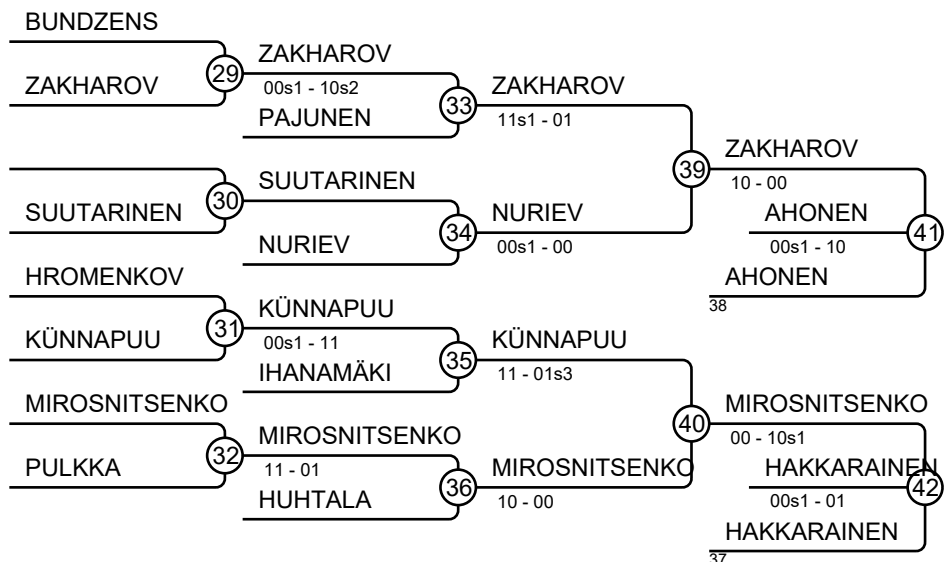 BUNDZENS
ZAKHAROV
29
ZAKHAROV
00s1 - 10s2
PAJUNEN
33
ZAKHAROV
11s1 - 01
SUUTARINEN
30
SUUTARINEN
NURIEV
34
NURIEV
00s1 - 00
39
ZAKHAROV
10 - 00
AHONEN
00s1 - 10
41
AHONEN
38
HROMENKOV
KÜNNAPUU
31
KÜNNAPUU
00s1 - 11
IHANAMÄKI
35
KÜNNAPUU
11 - 01s3
MIROSNITSENKO
PULKKA
32
MIROSNITSENKO
11 - 01
HUHTALA
36
MIROSNITSENKO
10 - 00
40
MIROSNITSENKO
00 - 10s1
HAKKARAINEN
00s1 - 01
42
HAKKARAINEN
37